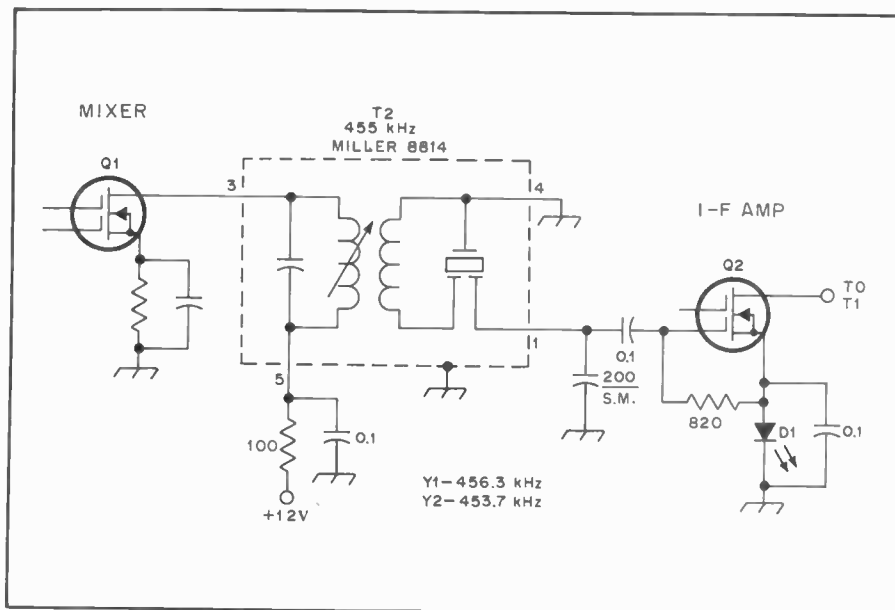 MIXER
Q1
T2
455 kHz
MILLER 8814
3
4
I-F AMP
Q2
TO
T1
1
0.1
200
S.M.
820
D1
0.1
5
100
0.1
+12V
Y1-456.3 kHz
Y2-453.7 kHz